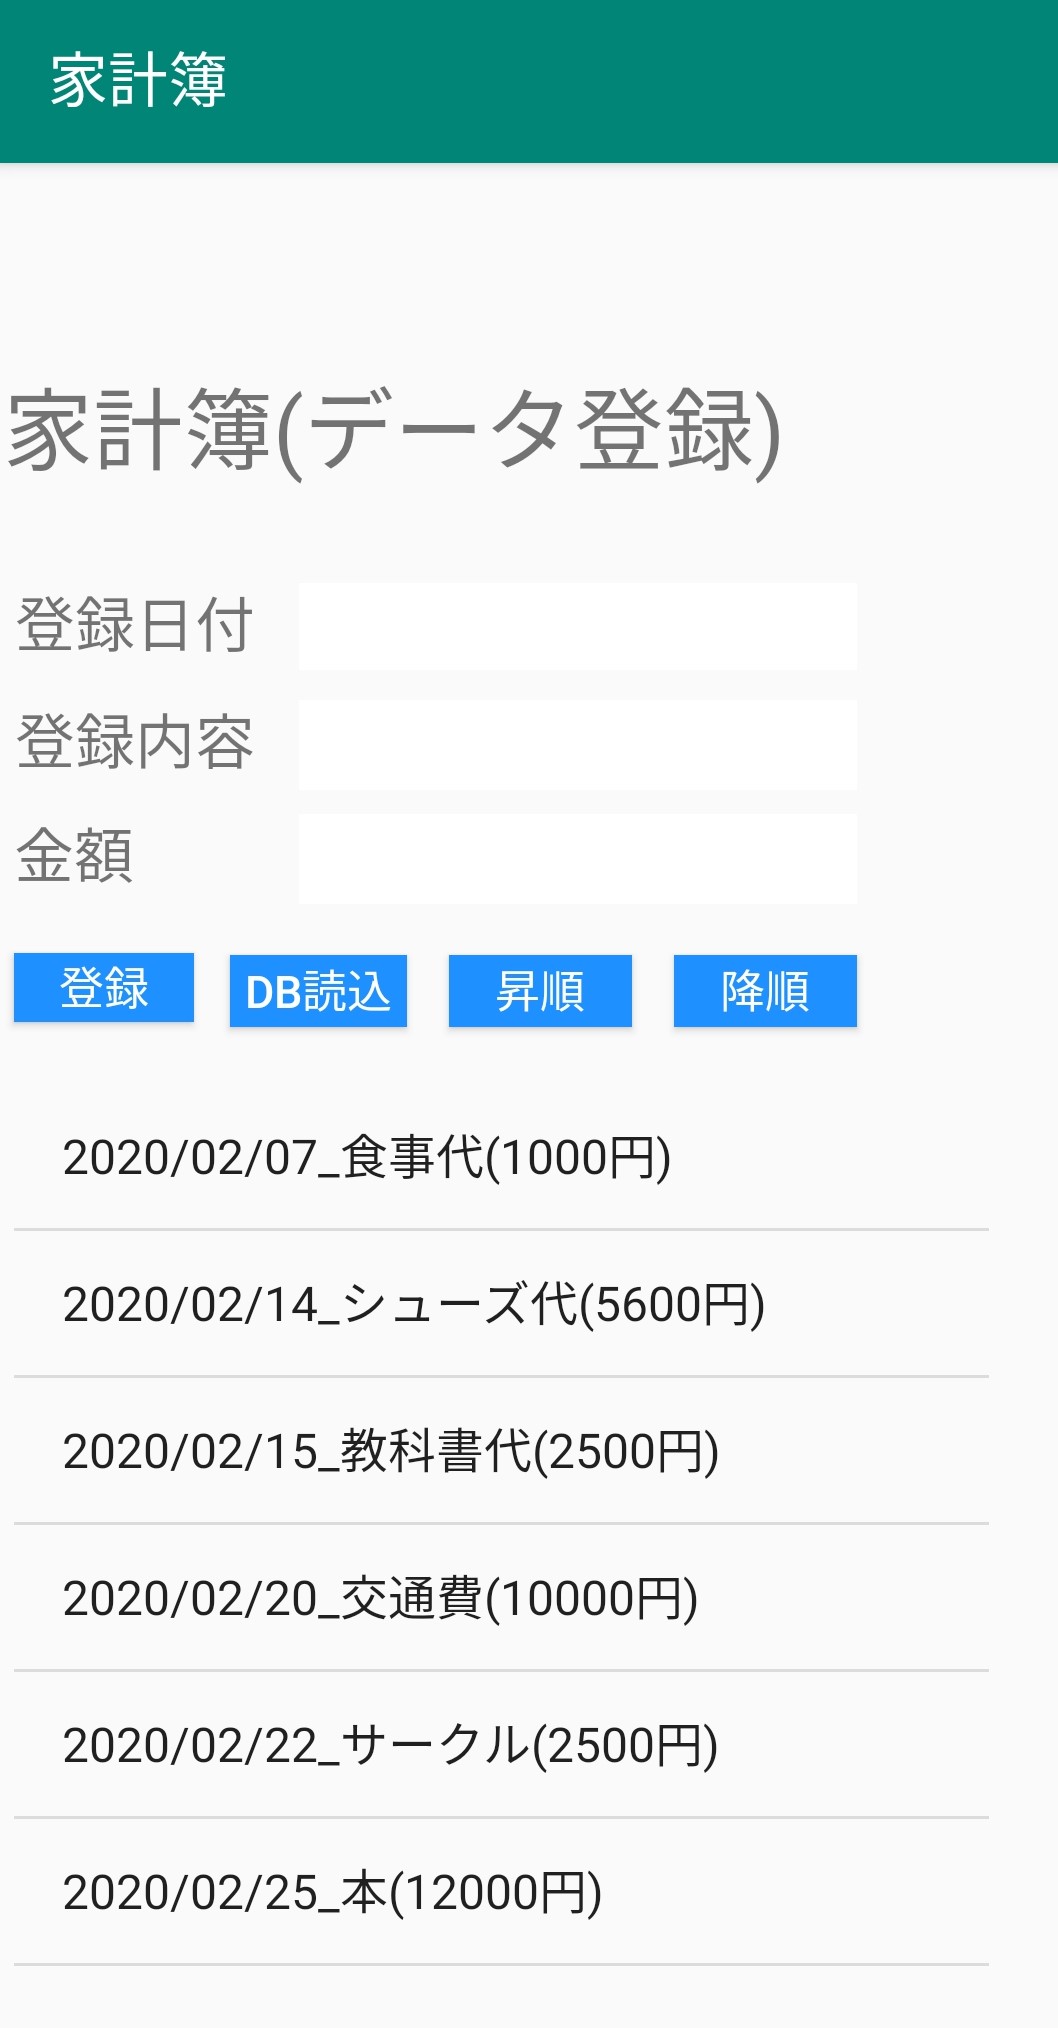 家計簿
家計簿(データ登録)
登録日付
登録内容
金額
登録 DB読込 昇順 降順
2020/02/07_食事代(1000円)
2020/02/14_シューズ代(5600円)
2020/02/15_教科書代(2500円)
2020/02/20_交通費(10000円)
2020/02/22_サークル(2500円)
2020/02/25_本(12000円)